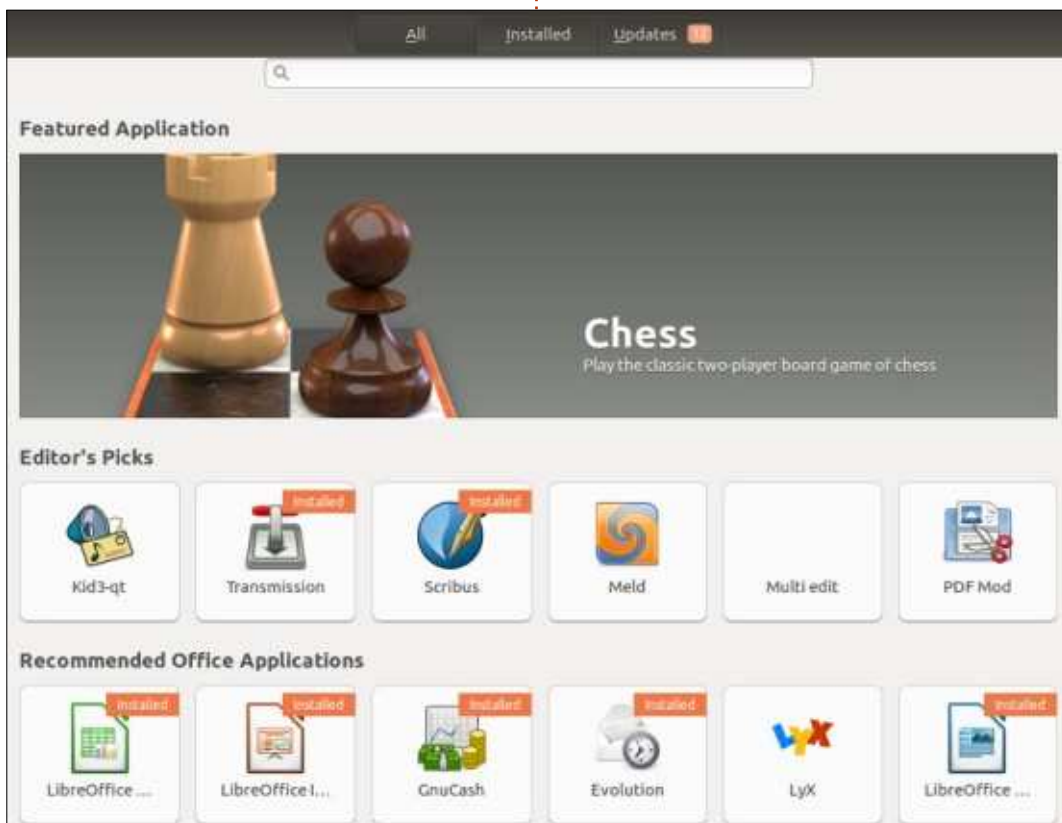 All Installed Updates
Featured Application
Chess
Play the classic two-player board game of chess
Editor's Picks
Installed Installed
Kid3-qt Transmission Scribus Meld Multi edit PDF Mod
Recommended Office Applications
Installed Installed Installed Installed Installed
LibreOffice ... LibreOffice I... GnuCash Evolution LyX LibreOffice ...